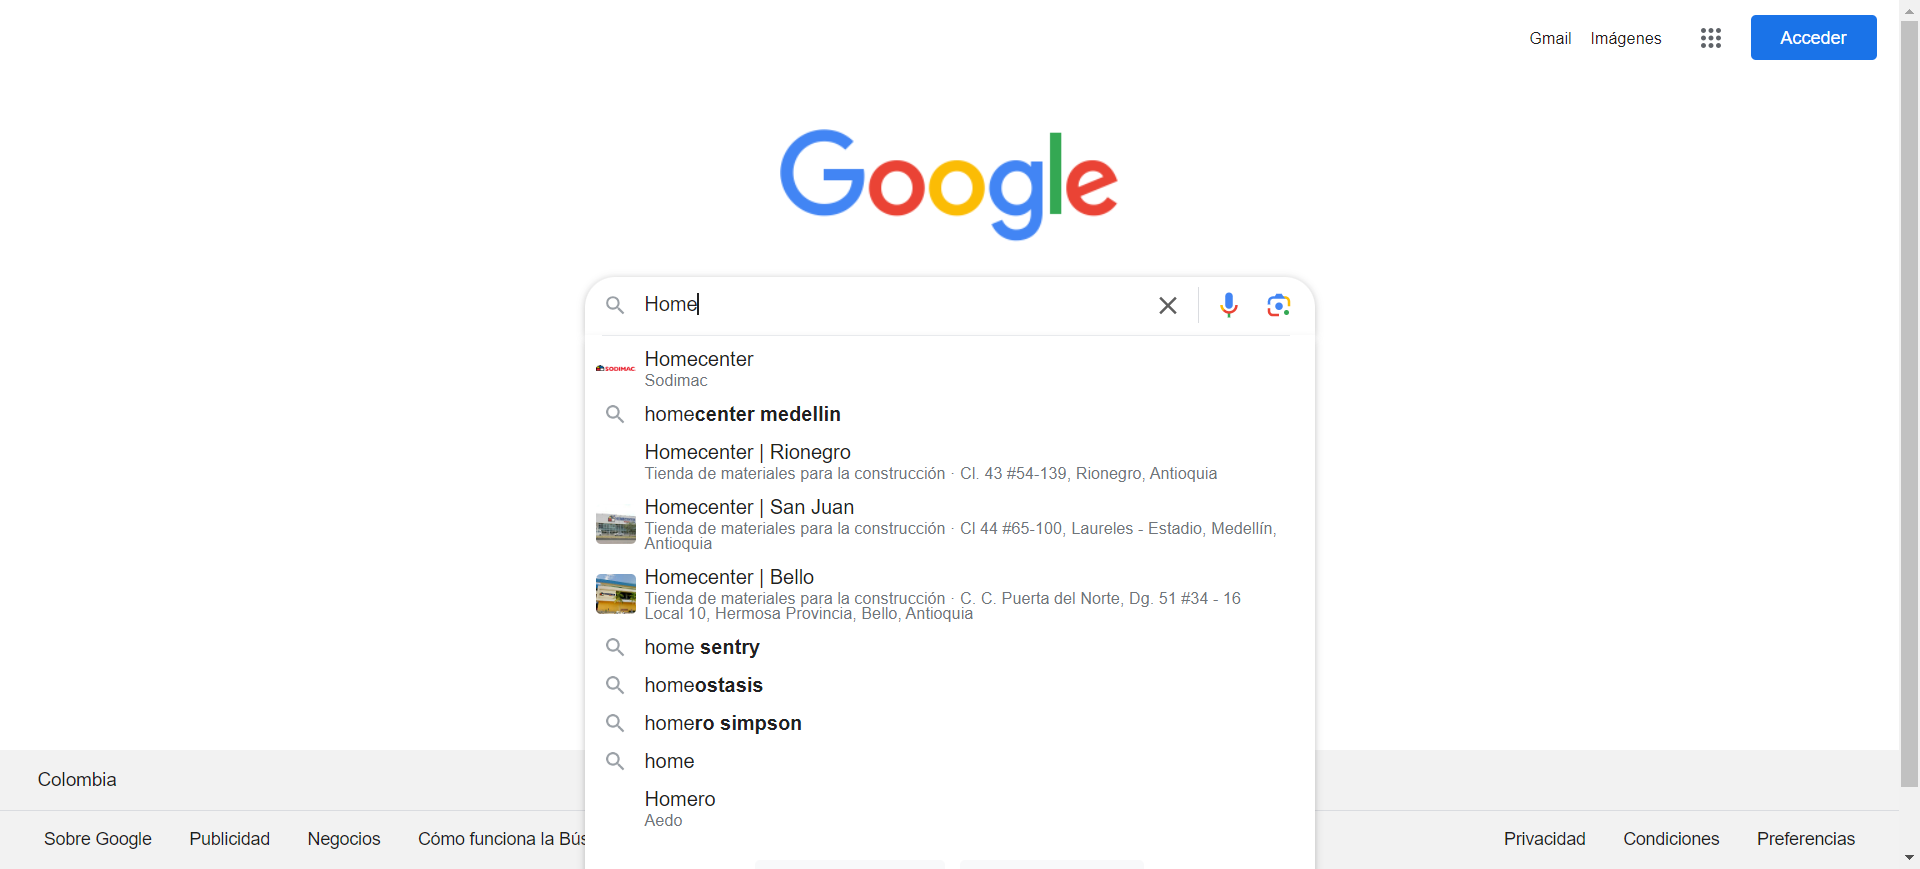 Gmail Imágenes Acceder
Google
Home
Homecenter
SODIMAC
Sodimac
homecenter medellin
Homecenter | Rionegro
Tienda de materiales para la construcción · Cl. 43 #54-139, Rionegro, Antioquia
Homecenter | San Juan
Tienda de materiales para la construcción · Cl 44 #65-100, Laureles - Estadio, Medellín,
Antioquia
Homecenter | Bello
Tienda de materiales para la construcción · C. C. Puerta del Norte, Dg. 51 #34 - 16
Local 10, Hermosa Provincia, Bello, Antioquia
home sentry
homeostasis
homero simpson
home
Homero
Aedo
Colombia
Sobre Google Publicidad Negocios Cómo funciona la Bús
Privacidad Condiciones Preferencias